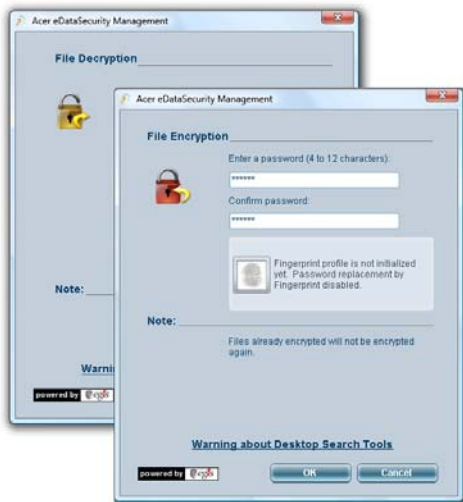 Acer eDataSecurity Management
File Decryption
Note:
Warni
powered by egis
Acer eDataSecurity Management
File Encryption
Enter a password (4 to 12 characters):
******
Confirm password:
******
Fingerprint profile is not initialized
yet. Password replacement by
Fingerprint disabled.
Note:
Files already encrypted will not be encrypted
again.
Warning about Desktop Search Tools
powered by egis
OK
Cancel